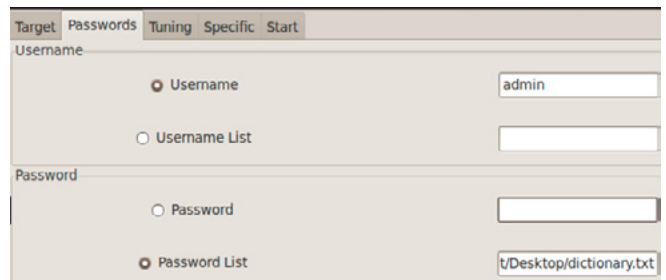 Target Passwords Tuning Specific Start
Username
Username admin
Username List
Password
Password
Password List t/Desktop/dictionary.txt